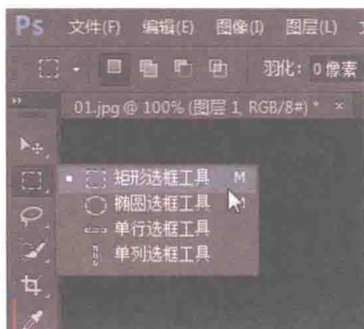 Ps 文件(F) 编辑(E) 图像(I) 图层(L)
羽化: 0 像素
01.jpg @ 100% (图层 1, RGB/8#) * ×
矩形选框工具 M
椭圆选框工具 M
单行选框工具
单列选框工具